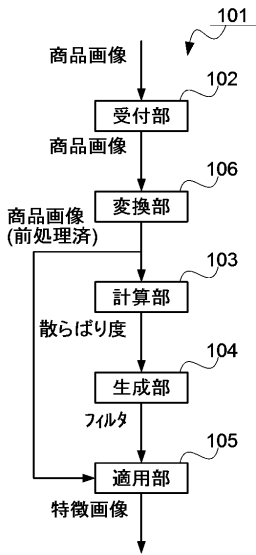 101
商品画像
102
受付部
商品画像
106
変換部
商品画像
(前処理済)
103
計算部
散らばり度
104
生成部
フィルタ
105
適用部
特徴画像